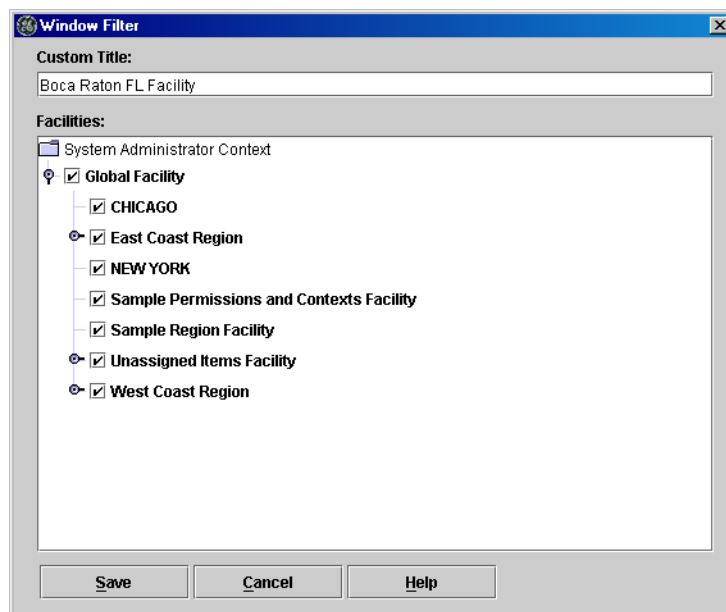 Window Filter
Custom Title:
Boca Raton FL Facility
Facilities:
System Administrator Context
Global Facility
CHICAGO
East Coast Region
NEW YORK
Sample Permissions and Contexts Facility
Sample Region Facility
Unassigned Items Facility
West Coast Region
Save Cancel Help